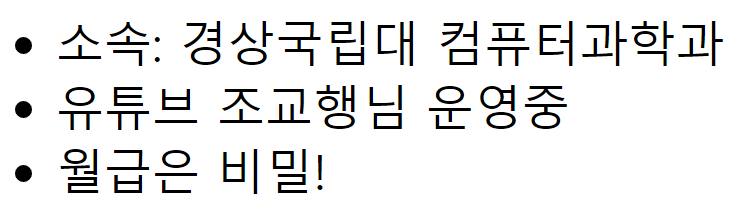 • 소속: 경상국립대 컴퓨터과학과
• 유튜브 조교행님 운영중
• 월급은 비밀!